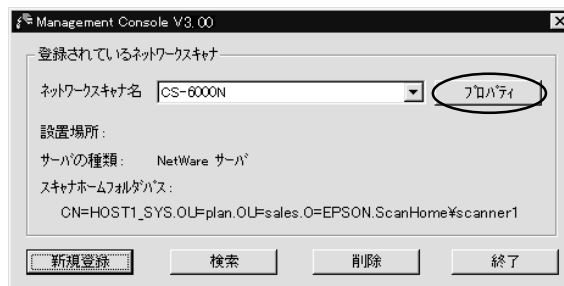 Management Console V3.00
登録されているネットワークスキャナ
ネットワークスキャナ名 CS-6000N プロパティ
設置場所:
サーバの種類: NetWare サーバ
スキャナホームフォルダパス:
CN=HOST1_SYS.OU=plan.OU=sales.O=EPSON.ScanHome¥scanner1
新規登録 検索 削除 終了